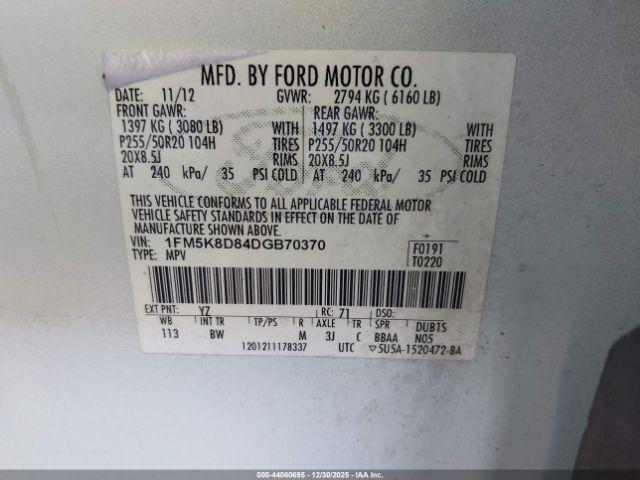 MFD. BY FORD MOTOR CO.
DATE: 11/12 GVWR: 2794 KG ( 6160 LB)
FRONT GAWR: REAR GAWR:
1397 KG ( 3080 LB) WITH 1497 KG ( 3300 LB) WITH
P255/50R20 104H TIRES P255/50R20 104H TIRES
20X8.5J RIMS 20X8.5J RIMS
AT 240 kPa/ 35 PSI COLD AT 240 kPa/ 35 PSI COLD
THIS VEHICLE CONFORMS TO ALL APPLICABLE FEDERAL MOTOR
VEHICLE SAFETY STANDARDS IN EFFECT ON THE DATE OF
MANUFACTURE SHOWN ABOVE.
VIN: 1FM5K8D84DGB70370 F0191
TYPE: MPV T0220
EXT PNT: YZ RC: 71 DSO:
WB INT TR TP/PS R AXLE TR SPR DUB1S
113 BW M 3J C BBAA N05
1201211178337 UTC ▽5U5A-1520472-BA
000-44060695 - 12/30/2025 - IAA, Inc.